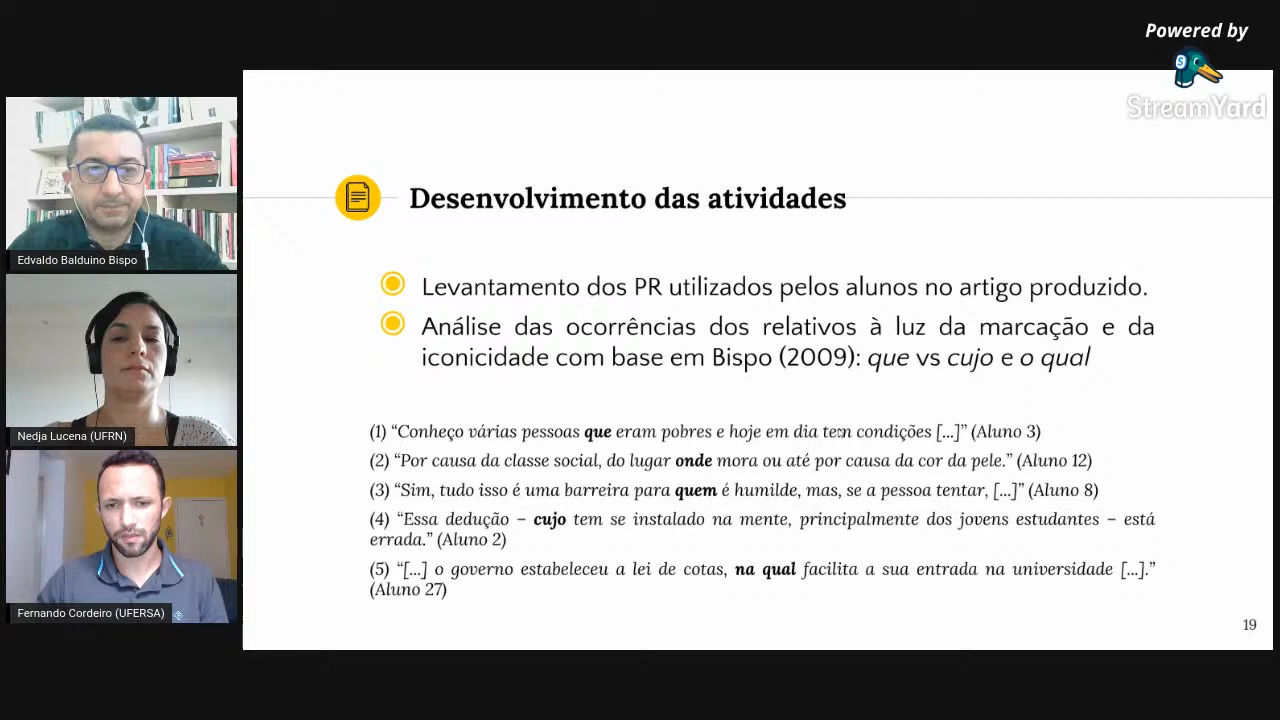 Powered by
StreamYard
Edvaldo Balduino Bispo
Nedja Lucena (UFRN)
Fernando Cordeiro (UFERSA)
Desenvolvimento das atividades
Levantamento dos PR utilizados pelos alunos no artigo produzido.
Análise das ocorrências dos relativos à luz da marcação e da
iconicidade com base em Bispo (2009): que vs cujo e o qual
(1) “Conheço várias pessoas que eram pobres e hoje em dia tem condições [...]” (Aluno 3)
(2) “Por causa da classe social, do lugar onde mora ou até por causa da cor da pele.” (Aluno 12)
(3) “Sim, tudo isso é uma barreira para quem é humilde, mas, se a pessoa tentar, [...]” (Aluno 8)
(4) “Essa dedução – cujo tem se instalado na mente, principalmente dos jovens estudantes – está
errada.” (Aluno 2)
(5) “[...] o governo estabeleceu a lei de cotas, na qual facilita a sua entrada na universidade [...].”
(Aluno 27)
19